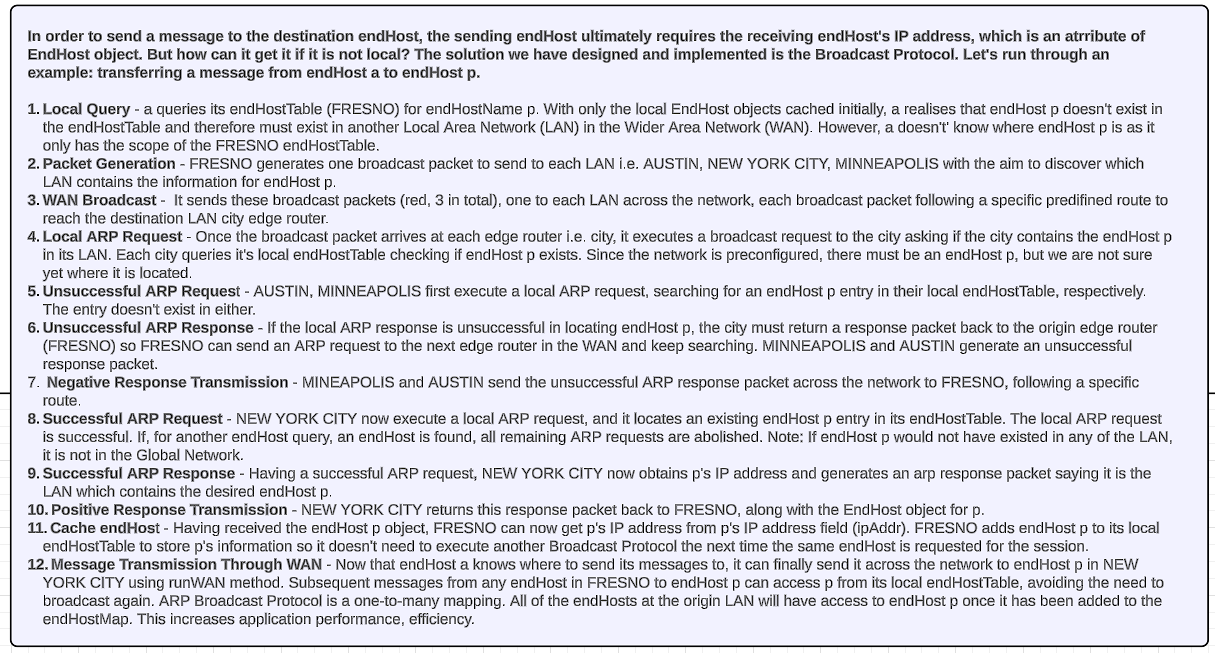 In order to send a message to the destination endHost, the sending endHost ultimately requires the receiving endHost's IP address, which is an atrribute of
EndHost object. But how can it get it if it is not local? The solution we have designed and implemented is the Broadcast Protocol. Let's run through an
example: transferring a message from endHost a to endHost p.
1. Local Query - a queries its endHostTable (FRESNO) for endHostName p. With only the local EndHost objects cached initially, a realises that endHost p doesn't exist in
the endHostTable and therefore must exist in another Local Area Network (LAN) in the Wider Area Network (WAN). However, a doesn't' know where endHost p is as it
only has the scope of the FRESNO endHostTable.
2. Packet Generation - FRESNO generates one broadcast packet to send to each LAN i.e. AUSTIN, NEW YORK CITY, MINNEAPOLIS with the aim to discover which
LAN contains the information for endHost p.
3. WAN Broadcast - It sends these broadcast packets (red, 3 in total), one to each LAN across the network, each broadcast packet following a specific predifined route to
reach the destination LAN city edge router.
4. Local ARP Request - Once the broadcast packet arrives at each edge router i.e. city, it executes a broadcast request to the city asking if the city contains the endHost p
in its LAN. Each city queries it's local endHostTable checking if endHost p exists. Since the network is preconfigured, there must be an endHost p, but we are not sure
yet where it is located.
5. Unsuccessful ARP Request - AUSTIN, MINNEAPOLIS first execute a local ARP request, searching for an endHost p entry in their local endHostTable, respectively.
The entry doesn't exist in either.
6. Unsuccessful ARP Response - If the local ARP response is unsuccessful in locating endHost p, the city must return a response packet back to the origin edge router
(FRESNO) so FRESNO can send an ARP request to the next edge router in the WAN and keep searching. MINNEAPOLIS and AUSTIN generate an unsuccessful
response packet.
7. Negative Response Transmission - MINEAPOLIS and AUSTIN send the unsuccessful ARP response packet across the network to FRESNO, following a specific
route.
8. Successful ARP Request - NEW YORK CITY now execute a local ARP request, and it locates an existing endHost p entry in its endHostTable. The local ARP request
is successful. If, for another endHost query, an endHost is found, all remaining ARP requests are abolished. Note: If endHost p would not have existed in any of the LAN,
it is not in the Global Network.
9. Successful ARP Response - Having a successful ARP request, NEW YORK CITY now obtains p's IP address and generates an arp response packet saying it is the
LAN which contains the desired endHost p.
10. Positive Response Transmission - NEW YORK CITY returns this response packet back to FRESNO, along with the EndHost object for p.
11. Cache endHost - Having received the endHost p object, FRESNO can now get p's IP address from p's IP address field (ipAddr). FRESNO adds endHost p to its local
endHostTable to store p's information so it doesn't need to execute another Broadcast Protocol the next time the same endHost is requested for the session.
12. Message Transmission Through WAN - Now that endHost a knows where to send its messages to, it can finally send it across the network to endHost p in NEW
YORK CITY using runWAN method. Subsequent messages from any endHost in FRESNO to endHost p can access p from its local endHostTable, avoiding the need to
broadcast again. ARP Broadcast Protocol is a one-to-many mapping. All of the endHosts at the origin LAN will have access to endHost p once it has been added to the
endHostMap. This increases application performance, efficiency.